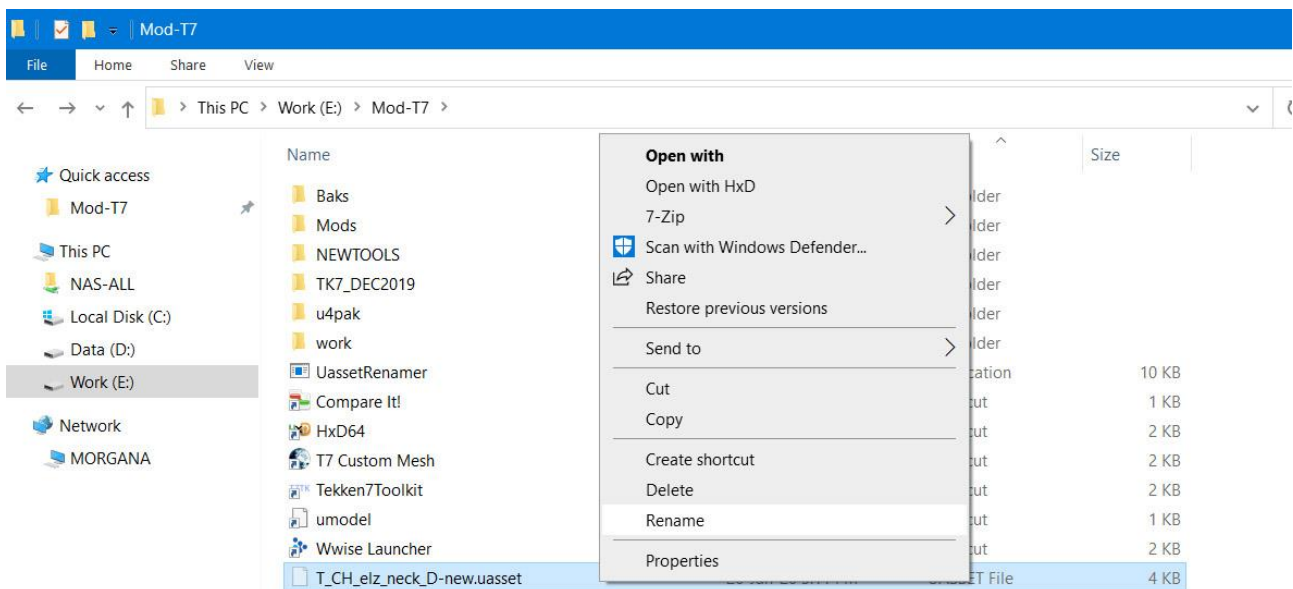 Mod-T7
File Home Share View
This PC > Work (E:) > Mod-T7 >
Name Size
Quick access
Mod-T7
This PC
NAS-ALL
Local Disk (C:)
Data (D:)
Work (E:)
Network
MORGANA
Baks
Mods
NEWTOOLS
TK7_DEC2019
u4pak
work
UassetRenamer 10 KB
Compare It! 1 KB
HxD64 2 KB
T7 Custom Mesh 2 KB
Tekken7Toolkit 2 KB
umodel 1 KB
Wwise Launcher 2 KB
T_CH_elz_neck_D-new.uasset File 4 KB
Open with
Open with HxD
7-Zip
Scan with Windows Defender...
Share
Restore previous versions
Send to
Cut
Copy
Create shortcut
Delete
Rename
Properties